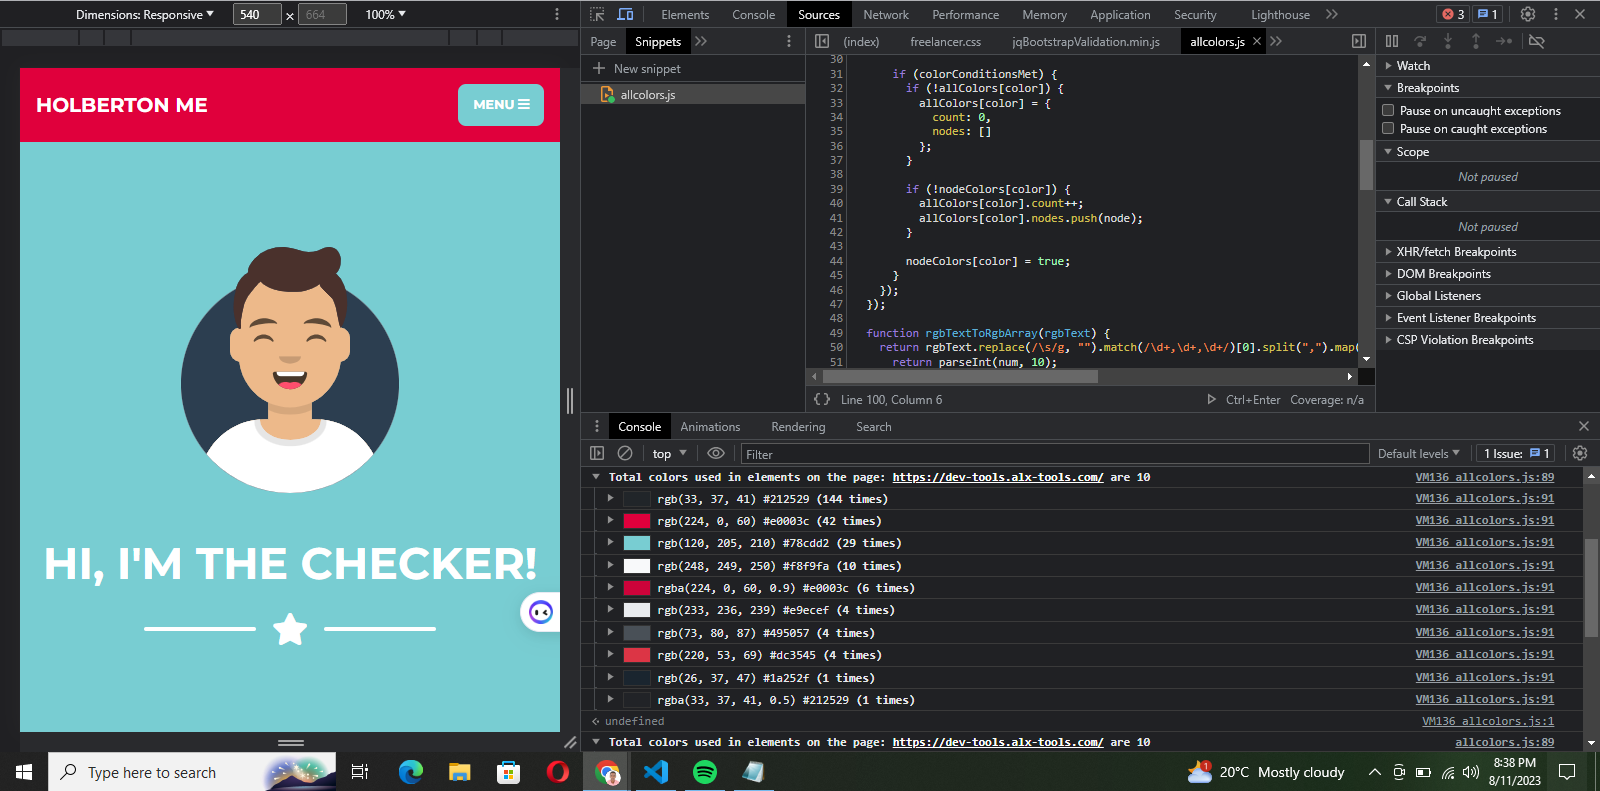 Dimensions: Responsive ▼ 540 × 664 100% ▼
Elements Console Sources Network Performance Memory Application Security Lighthouse » 3 1
Page Snippets »
New snippet
allcolors.js
(index) freelancer.css jqBootstrapValidation.min.js allcolors.js × »
30
31 if (colorConditionsMet) {
32 if (!allColors[color]) {
33 allColors[color] = {
34 count: 0,
35 nodes: []
36 };
37 }
38
39 if (!nodeColors[color]) {
40 allColors[color].count++;
41 allColors[color].nodes.push(node);
42 }
43
44 nodeColors[color] = true;
45 }
46 });
47 });
48
49 function rgbTextToRgbArray(rgbText) {
50 return rgbText.replace(/\s/g, "").match(/\d+,\d+,\d+/)[0].split(",").map(
51 return parseInt(num, 10);
{ } Line 100, Column 6 Ctrl+Enter Coverage: n/a
Watch
Breakpoints
Pause on uncaught exceptions
Pause on caught exceptions
Scope
Not paused
Call Stack
Not paused
XHR/fetch Breakpoints
DOM Breakpoints
Global Listeners
Event Listener Breakpoints
CSP Violation Breakpoints
HOLBERTON ME
MENU
HI, I'M THE CHECKER!
Console Animations Rendering Search
top ▼ Filter Default levels ▼ 1 Issue: 1
Total colors used in elements on the page: https://dev-tools.alx-tools.com/ are 10 VM136 allcolors.js:89
rgb(33, 37, 41) #212529 (144 times) VM136 allcolors.js:91
rgb(224, 0, 60) #e0003c (42 times) VM136 allcolors.js:91
rgb(120, 205, 210) #78cdd2 (29 times) VM136 allcolors.js:91
rgb(248, 249, 250) #f8f9fa (10 times) VM136 allcolors.js:91
rgba(224, 0, 60, 0.9) #e0003c (6 times) VM136 allcolors.js:91
rgb(233, 236, 239) #e9ecef (4 times) VM136 allcolors.js:91
rgb(73, 80, 87) #495057 (4 times) VM136 allcolors.js:91
rgb(220, 53, 69) #dc3545 (4 times) VM136 allcolors.js:91
rgb(26, 37, 47) #1a252f (1 times) VM136 allcolors.js:91
rgba(33, 37, 41, 0.5) #212529 (1 times) VM136 allcolors.js:91
undefined VM136 allcolors.js:1
Total colors used in elements on the page: https://dev-tools.alx-tools.com/ are 10 allcolors.js:89
Type here to search
1 20°C Mostly cloudy
8:38 PM
8/11/2023